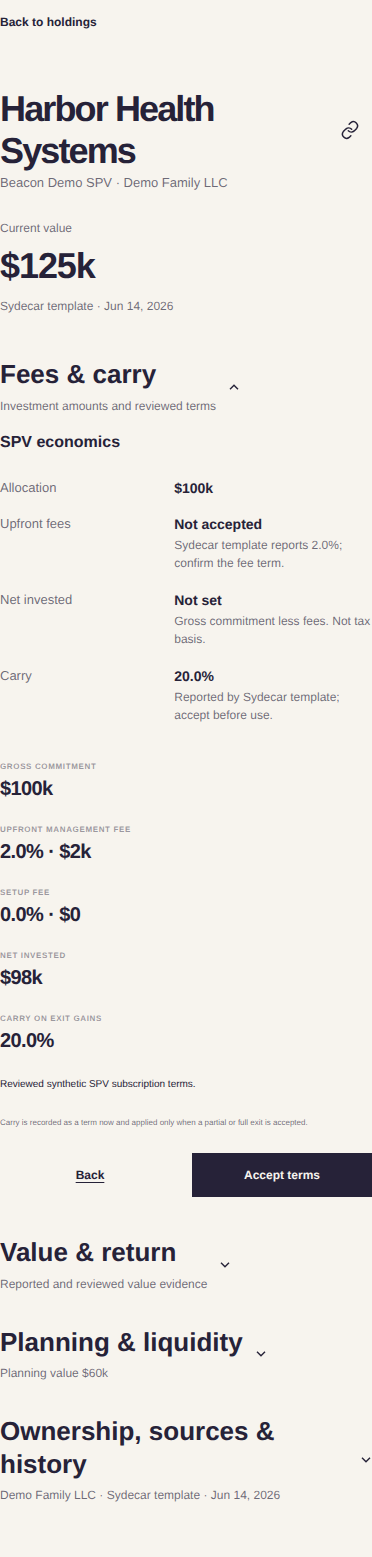 Back to holdings
Harbor Health
Systems
Beacon Demo SPV · Demo Family LLC
Current value
$125k
Sydecar template · Jun 14, 2026
Fees & carry
Investment amounts and reviewed terms
SPV economics
Allocation
$100k
Upfront fees
Not accepted
Sydecar template reports 2.0%;
confirm the fee term.
Net invested
Not set
Gross commitment less fees. Not tax
basis.
Carry
20.0%
Reported by Sydecar template;
accept before use.
GROSS COMMITMENT
$100k
UPFRONT MANAGEMENT FEE
2.0% · $2k
SETUP FEE
0.0% · $0
NET INVESTED
$98k
CARRY ON EXIT GAINS
20.0%
Reviewed synthetic SPV subscription terms.
Carry is recorded as a term now and applied only when a partial or full exit is accepted.
Back
Accept terms
Value & return
Reported and reviewed value evidence
Planning & liquidity
Planning value $60k
Ownership, sources &
history
Demo Family LLC · Sydecar template · Jun 14, 2026